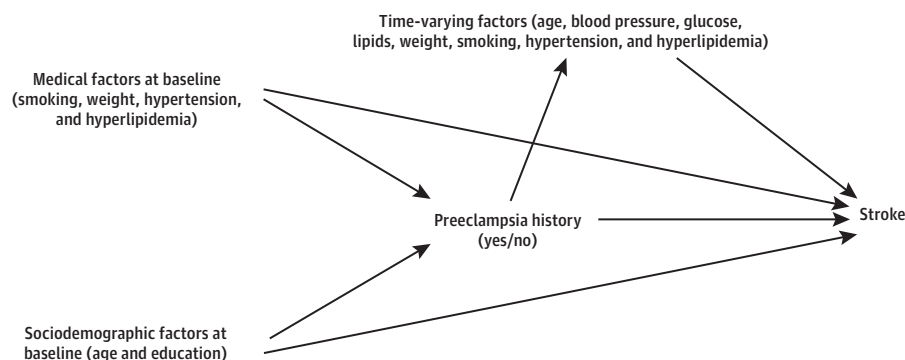 Time-varying factors (age, blood pressure, glucose,
lipids, weight, smoking, hypertension, and hyperlipidemia)
Medical factors at baseline
(smoking, weight, hypertension,
and hyperlipidemia)
Preeclampsia history
(yes/no)
Stroke
Sociodemographic factors at
baseline (age and education)